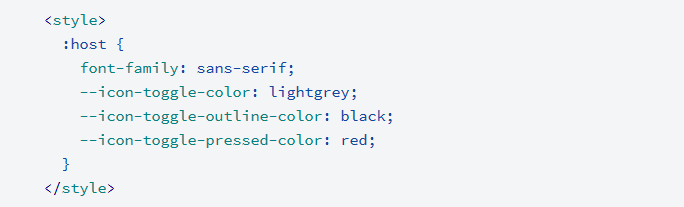 <style>
  :host {
    font-family: sans-serif;
    --icon-toggle-color: lightgrey;
    --icon-toggle-outline-color: black;
    --icon-toggle-pressed-color: red;
  }
</style>